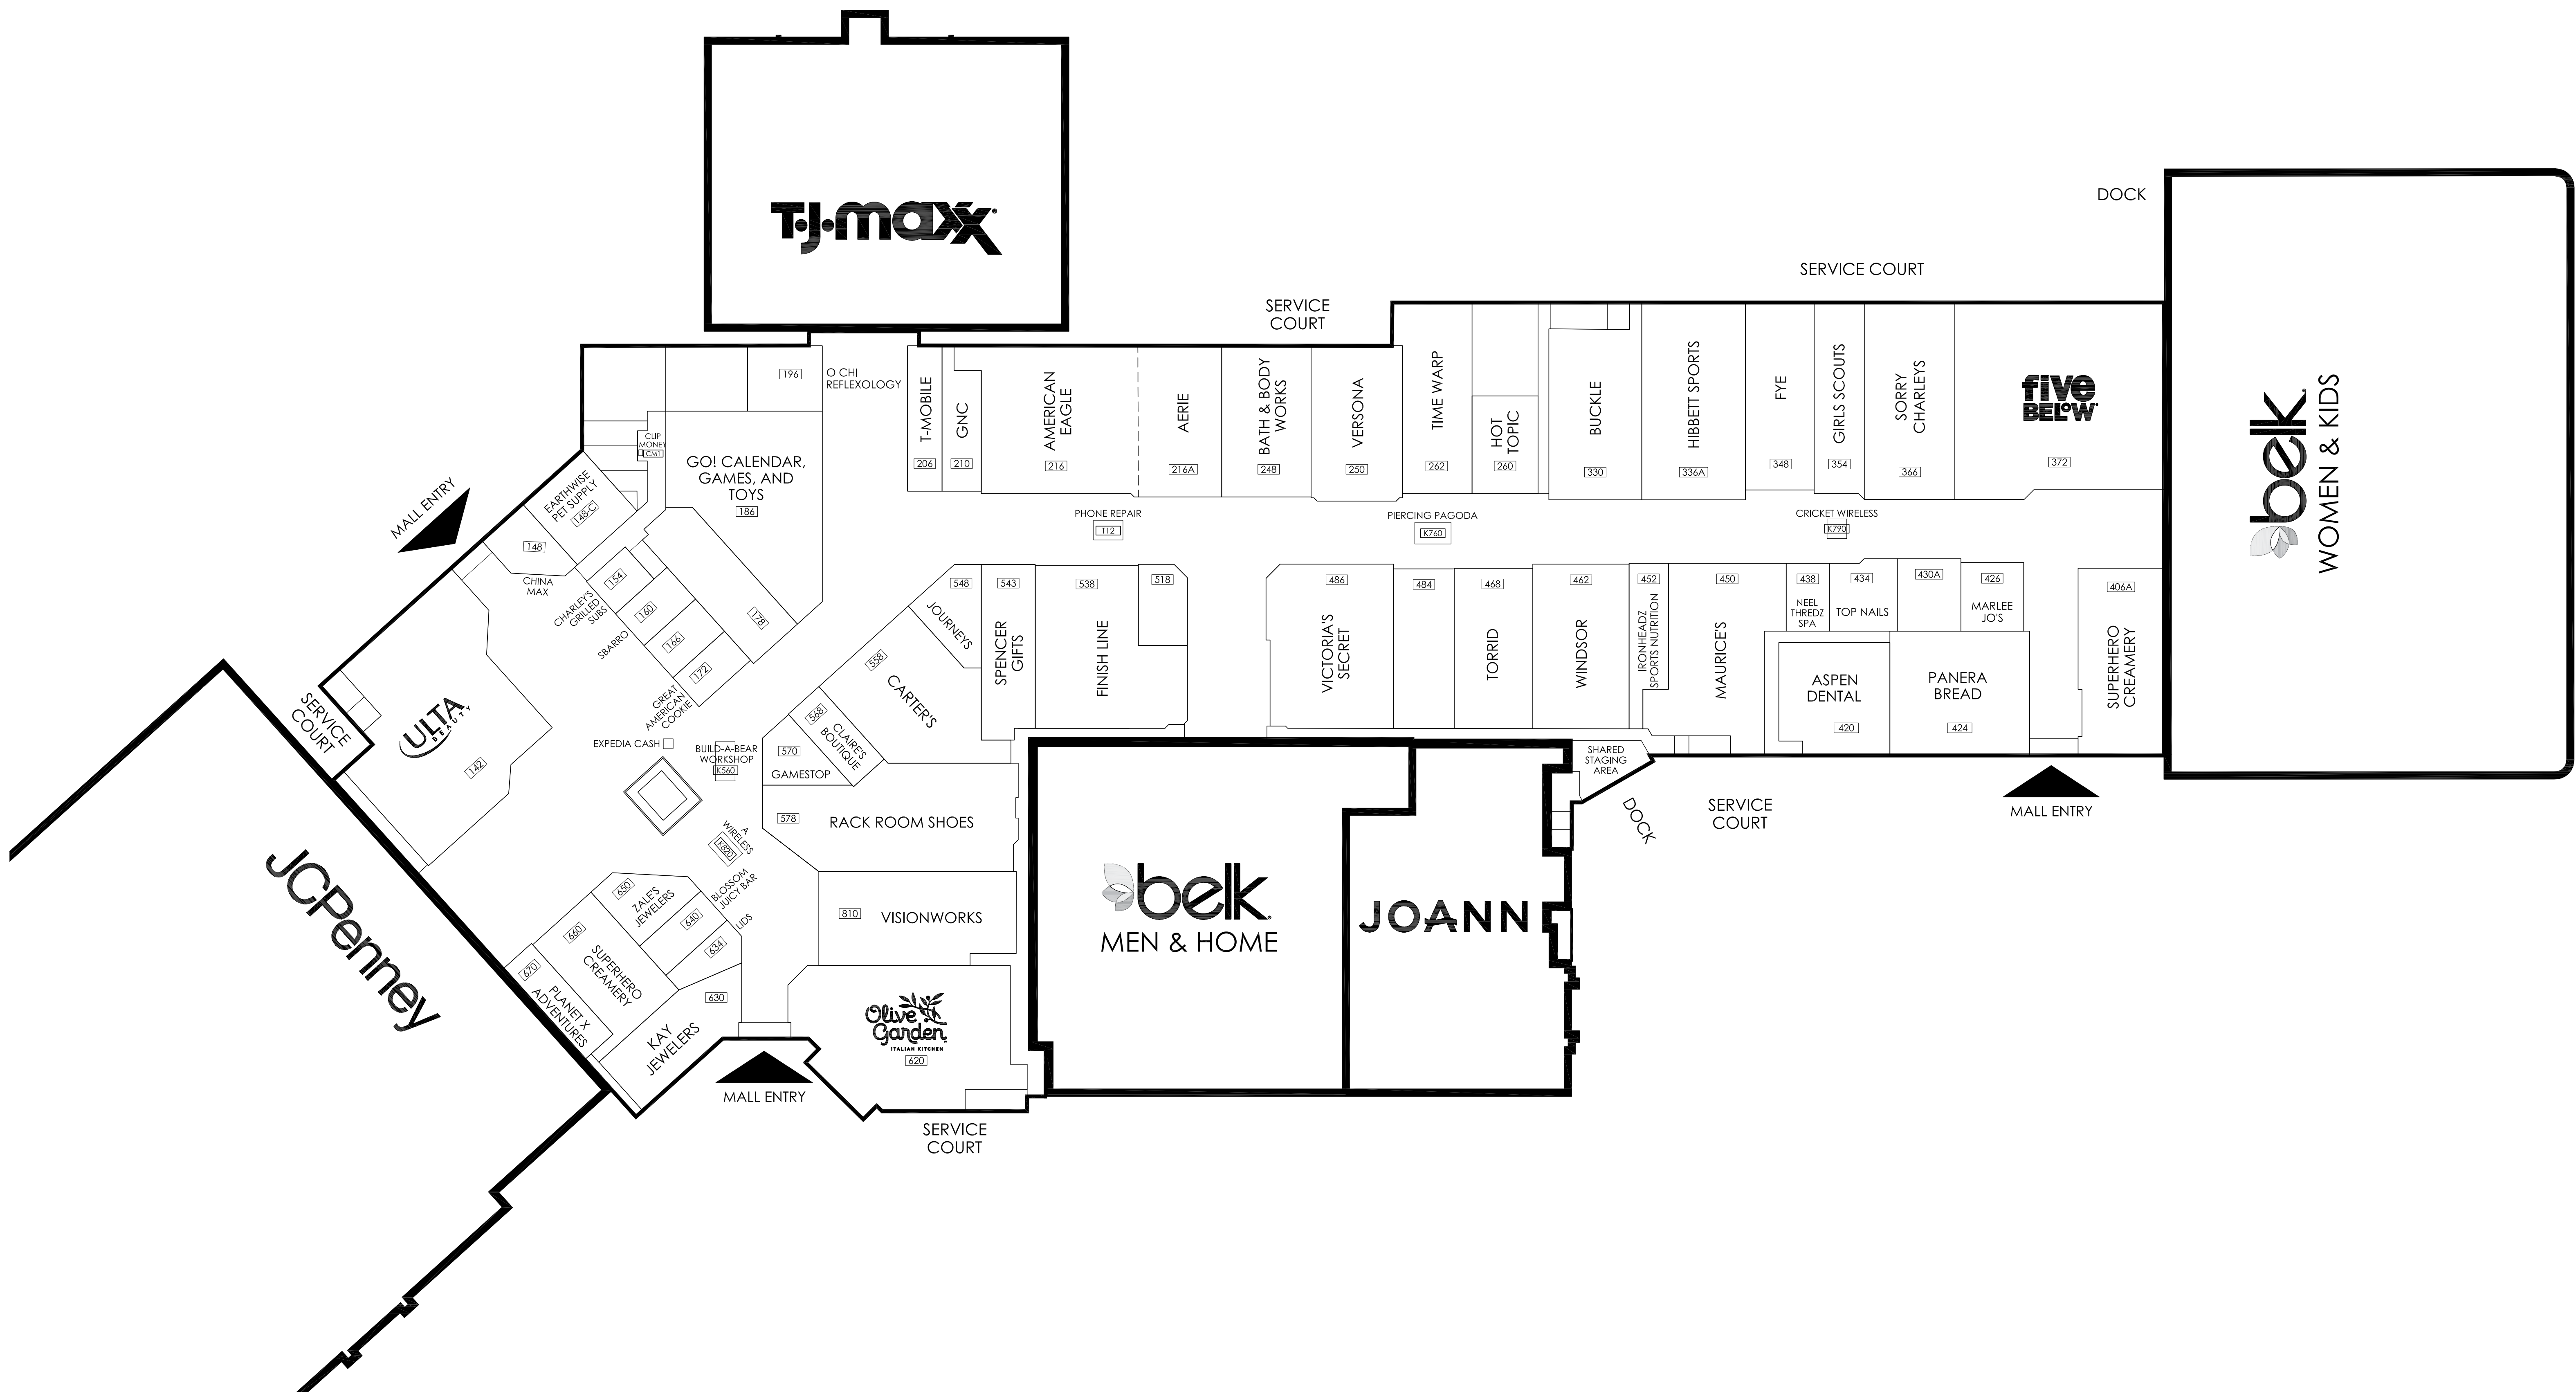 T·J·maxx
DOCK
SERVICE COURT
SERVICE
COURT
belk
WOMEN & KIDS
196
O CHI
REFLEXOLOGY
CLIP
MONEY
CM1
GO! CALENDAR,
GAMES, AND
TOYS
186
T-MOBILE
206
GNC
210
AMERICAN
EAGLE
216
AERIE
216A
BATH & BODY
WORKS
248
VERSONA
250
TIME WARP
262
HOT
TOPIC
260
BUCKLE
330
HIBBETT SPORTS
336A
FYE
348
GIRLS SCOUTS
354
SORRY
CHARLEYS
366
five
BELOW
372
MALL ENTRY
EARTHWISE
PET SUPPLY
148-C
148
CHINA
MAX
154
CHARLEY'S
GRILLED
SUBS
160
SBARRO
166
172
GREAT
AMERICAN
COOKIE
178
PHONE REPAIR
T12
PIERCING PAGODA
K760
CRICKET WIRELESS
K790
548
JOURNEYS
543
SPENCER
GIFTS
538
FINISH LINE
518
486
VICTORIA'S
SECRET
484
468
TORRID
462
WINDSOR
452
IRONHEADZ
SPORTS NUTRITION
450
MAURICE'S
438
NEEL
THREDZ
SPA
434
TOP NAILS
430A
426
MARLEE
JO'S
406A
SUPERHERO
CREAMERY
ASPEN
DENTAL
420
PANERA
BREAD
424
558
CARTER'S
568
CLAIRE'S
BOUTIQUE
570
GAMESTOP
SERVICE
COURT
ULTA
BEAUTY
142
EXPEDIA CASH
BUILD-A-BEAR
WORKSHOP
K560
578
RACK ROOM SHOES
A
WIRELESS
K820
BLOSSOM
JUICY BAR
LIDS
SHARED
STAGING
AREA
DOCK
SERVICE
COURT
MALL ENTRY
JCPenney
650
ZALE'S
JEWELERS
640
634
660
SUPERHERO
CREAMERY
670
PLANET X
ADVENTURES
630
KAY
JEWELERS
810
VISIONWORKS
belk
MEN & HOME
JOANN
Olive
Garden
ITALIAN KITCHEN
620
MALL ENTRY
SERVICE
COURT